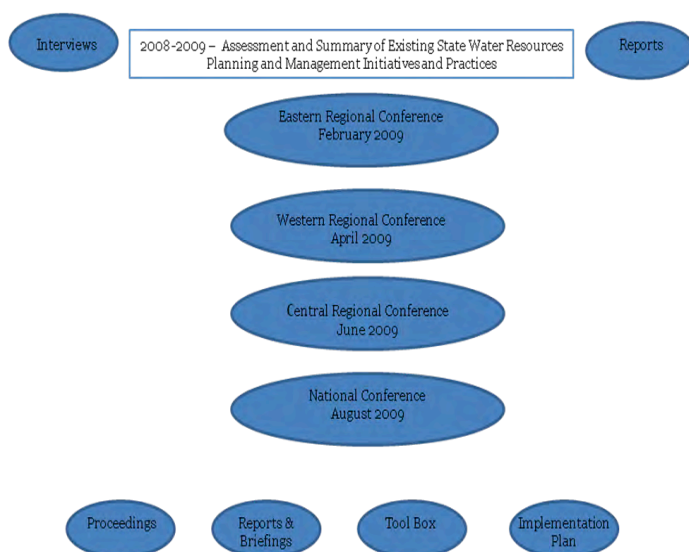 Interviews
2008-2009 – Assessment and Summary of Existing State Water Resources
Planning and Management Initiatives and Practices
Reports
Eastern Regional Conference
February 2009
Western Regional Conference
April 2009
Central Regional Conference
June 2009
National Conference
August 2009
Proceedings
Reports &
Briefings
Tool Box
Implementation
Plan